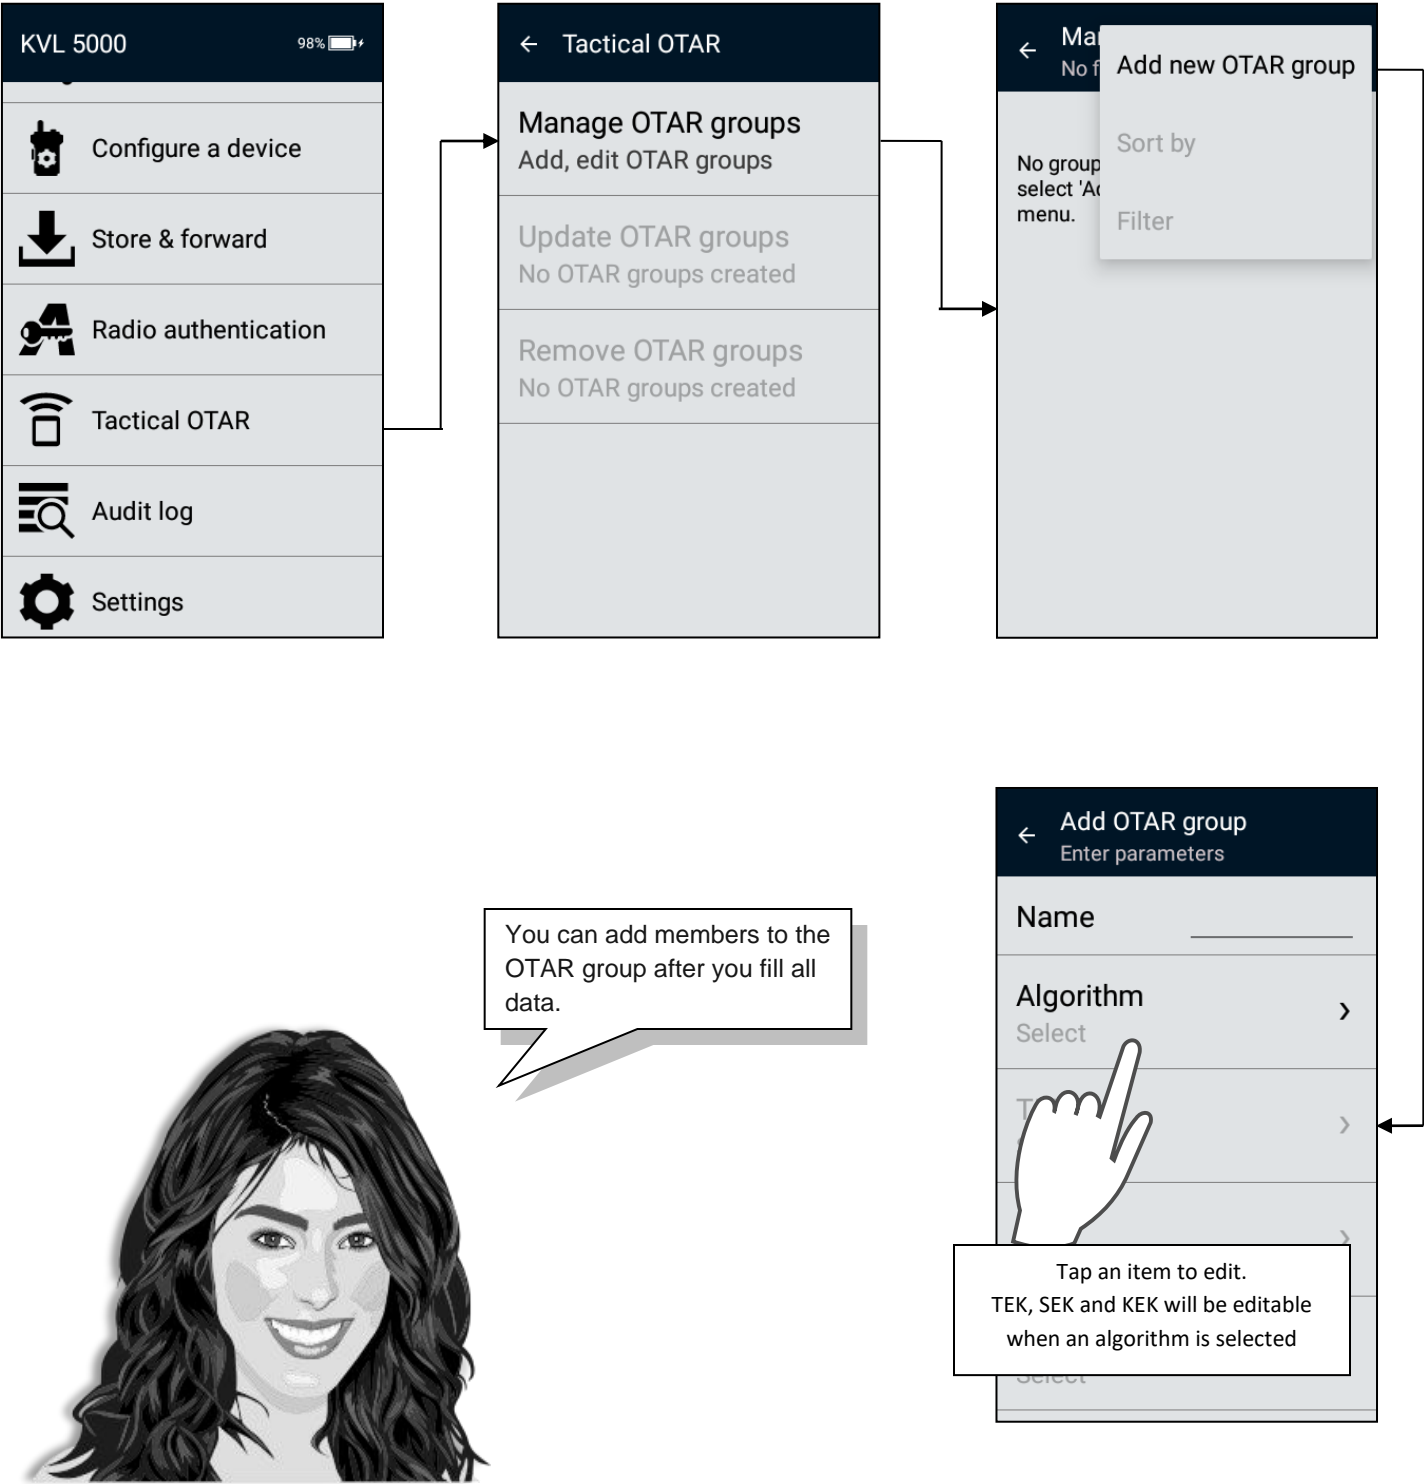 KVL 5000
98%
Configure a device
Store & forward
Radio authentication
Tactical OTAR
Audit log
Settings
Tactical OTAR
Manage OTAR groups
Add, edit OTAR groups
Update OTAR groups
No OTAR groups created
Remove OTAR groups
No OTAR groups created
Add new OTAR group
Sort by
Filter
No group
select
menu.
Add OTAR group
Enter parameters
Name
Algorithm
Select
You can add members to the
OTAR group after you fill all
data.
Tap an item to edit.
TEK, SEK and KEK will be editable
when an algorithm is selected
Select